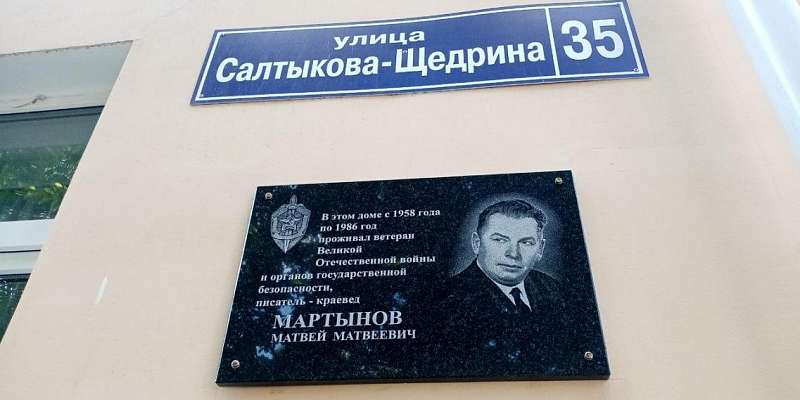 улица
Салтыкова-Щедрина
35
В этом доме с 1958 года
по 1986 год
проживал ветеран
Великой
Отечественной войны
и органов государственной
безопасности,
писатель - краевед
МАРТЫНОВ
МАТВЕЙ МАТВЕЕВИЧ